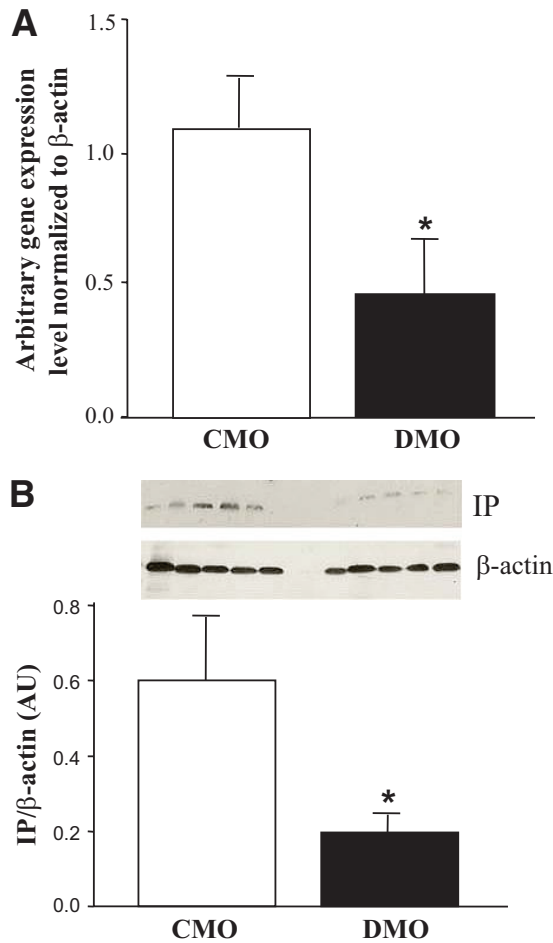 A
Arbitrary gene expression
level normalized to β-actin
1.5
1.0
0.5
0.0
*
CMO
DMO
B
IP
β-actin
IP/β-actin (AU)
0.8
0.6
0.4
0.2
0.0
*
CMO
DMO